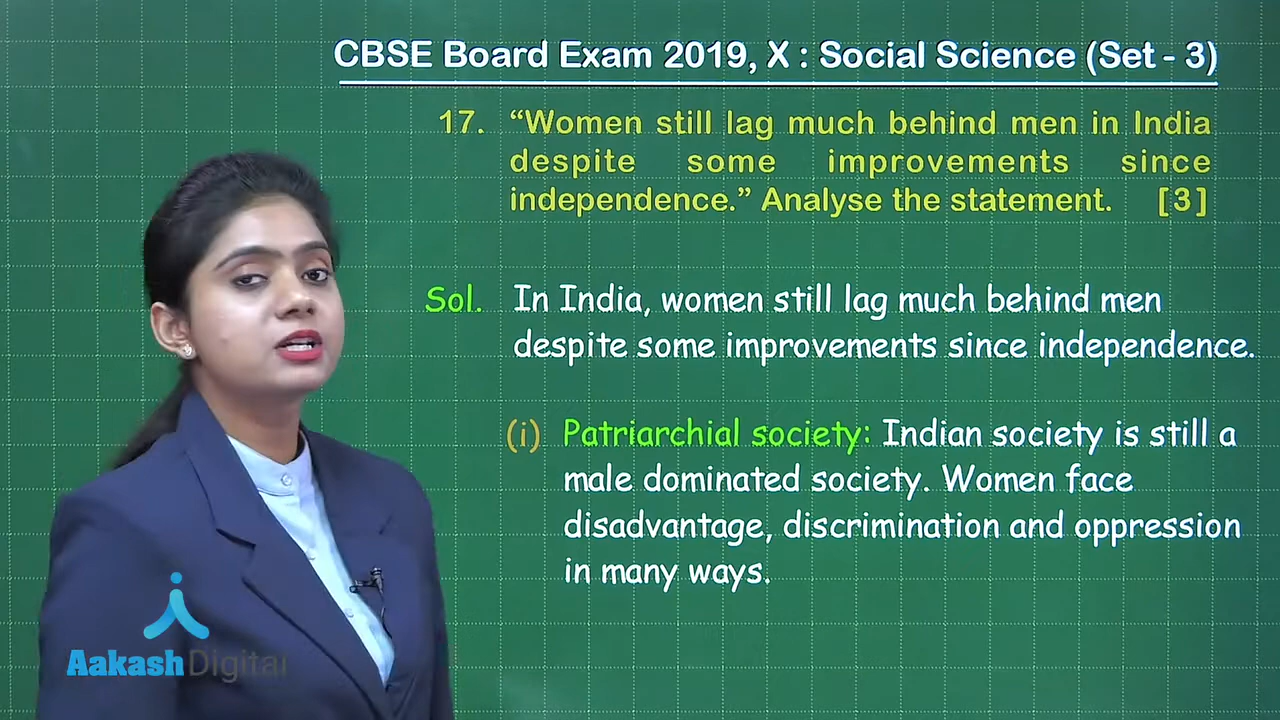 CBSE Board Exam 2019, X : Social Science (Set - 3)
17. “Women still lag much behind men in India
despite some improvements since
independence.” Analyse the statement. [3]
Sol. In India, women still lag much behind men
despite some improvements since independence.
(i) Patriarchial society: Indian society is still a
male dominated society. Women face
disadvantage, discrimination and oppression
in many ways.
Aakash Digital